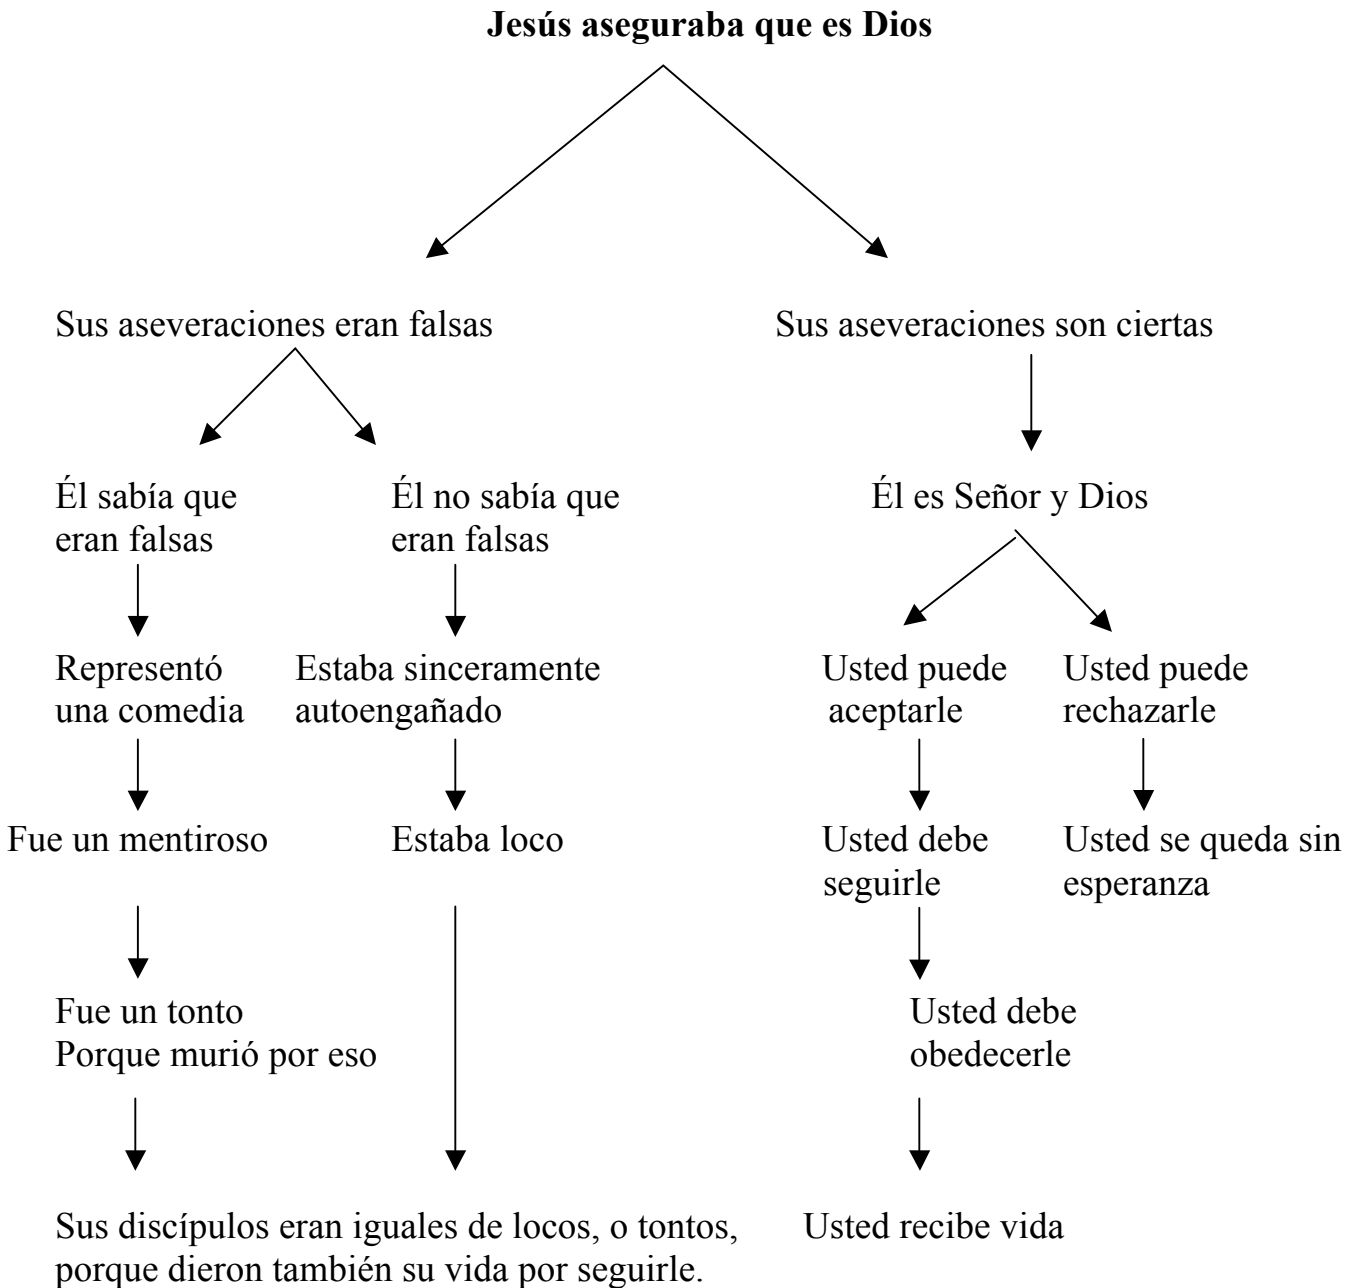 Jesús aseguraba que es Dios
Sus aseveraciones eran falsas
Sus aseveraciones son ciertas
Él sabía que
eran falsas
Él no sabía que
eran falsas
Él es Señor y Dios
Representó
una comedia
Estaba sinceramente
autoengañado
Usted puede
aceptarle
Usted puede
rechazarle
Fue un mentiroso
Estaba loco
Usted debe
seguirle
Usted se queda sin
esperanza
Fue un tonto
Porque murió por eso
Usted debe
obedecerle
Sus discípulos eran iguales de locos, o tontos,
porque dieron también su vida por seguirle.
Usted recibe vida